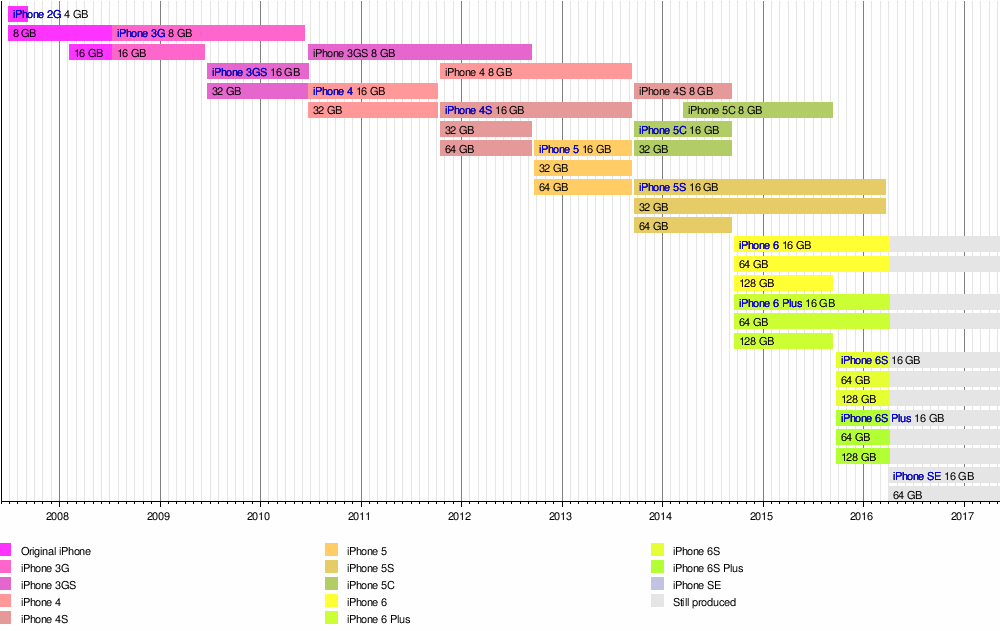 iPhone 2G 4 GB
8 GB iPhone 3G 8 GB
16 GB 16 GB iPhone 3GS 8 GB
iPhone 3GS 16 GB iPhone 4 8 GB
32 GB iPhone 4 16 GB iPhone 4S 8 GB
32 GB iPhone 4S 16 GB iPhone 5C 8 GB
32 GB iPhone 5C 16 GB
64 GB iPhone 5 16 GB 32 GB
32 GB
64 GB iPhone 5S 16 GB
32 GB
64 GB
iPhone 6 16 GB
64 GB
128 GB
iPhone 6 Plus 16 GB
64 GB
128 GB
iPhone 6S 16 GB
64 GB
128 GB
iPhone 6S Plus 16 GB
64 GB
128 GB
iPhone SE 16 GB
64 GB
2008 2009 2010 2011 2012 2013 2014 2015 2016 2017
Original iPhone iPhone 5 iPhone 6S
iPhone 3G iPhone 5S iPhone 6S Plus
iPhone 3GS iPhone 5C iPhone SE
iPhone 4 iPhone 6 Still produced
iPhone 4S iPhone 6 Plus